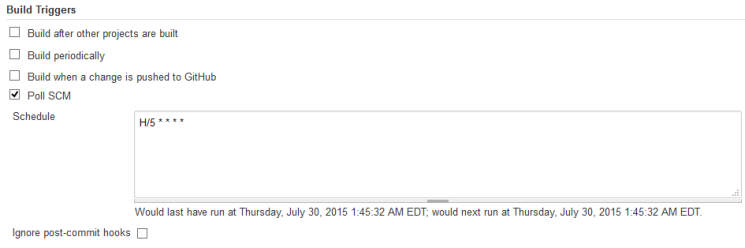 Build Triggers
Build after other projects are built
Build periodically
Build when a change is pushed to GitHub
Poll SCM
Schedule
H/5 * * * *
Would last have run at Thursday, July 30, 2015 1:45:32 AM EDT; would next run at Thursday, July 30, 2015 1:45:32 AM EDT.
Ignore post-commit hooks